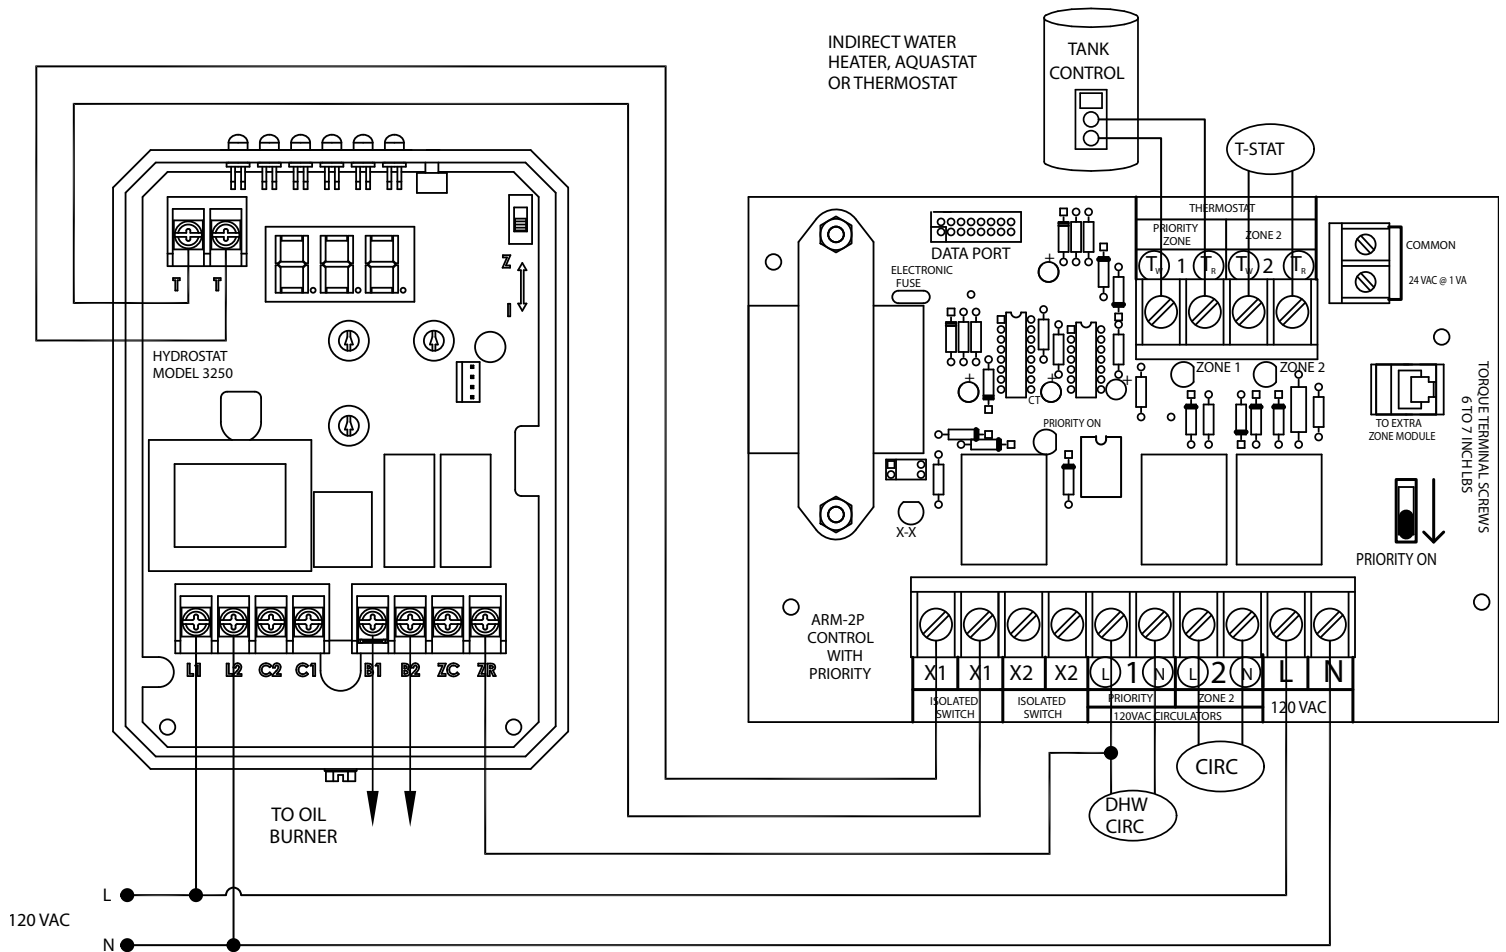 INDIRECT WATER
HEATER, AQUASTAT
OR THERMOSTAT
TANK
CONTROL
T-STAT
T T
Z
I
HYDROSTAT
MODEL 3250
L1 L2 C2 C1 B1 B2 ZC ZR
TO OIL
BURNER
120 VAC
L
N
THERMOSTAT
PRIORITY
ZONE
ZONE 2
TW 1 TR TW 2 TR
COMMON
24 VAC @ 1 VA
DATA PORT
ELECTRONIC
FUSE
+
+
+
+
CT
ZONE 1
ZONE 2
TO EXTRA
ZONE MODULE
TORQUE TERMINAL SCREWS
6 TO 7 INCH LBS
PRIORITY ON
X-X
PRIORITY ON
ARM-2P
CONTROL
WITH
PRIORITY
X1 X1 X2 X2 L 1 N L 2 N L N
ISOLATED
SWITCH
ISOLATED
SWITCH
PRIORITY
ZONE 2
120VAC CIRCULATORS
120 VAC
DHW
CIRC
CIRC